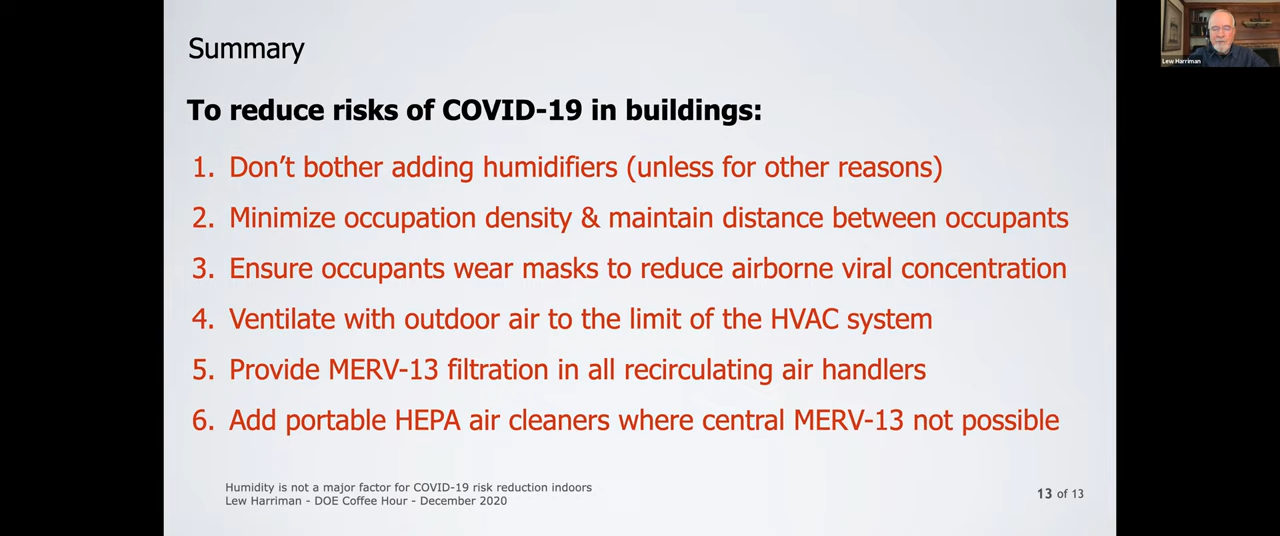 Summary
To reduce risks of COVID-19 in buildings:
1. Don't bother adding humidifiers (unless for other reasons)
2. Minimize occupation density & maintain distance between occupants
3. Ensure occupants wear masks to reduce airborne viral concentration
4. Ventilate with outdoor air to the limit of the HVAC system
5. Provide MERV-13 filtration in all recirculating air handlers
6. Add portable HEPA air cleaners where central MERV-13 not possible
Humidity is not a major factor for COVID-19 risk reduction indoors
Lew Harriman - DOE Coffee Hour - December 2020
13 of 13
Lew Harriman